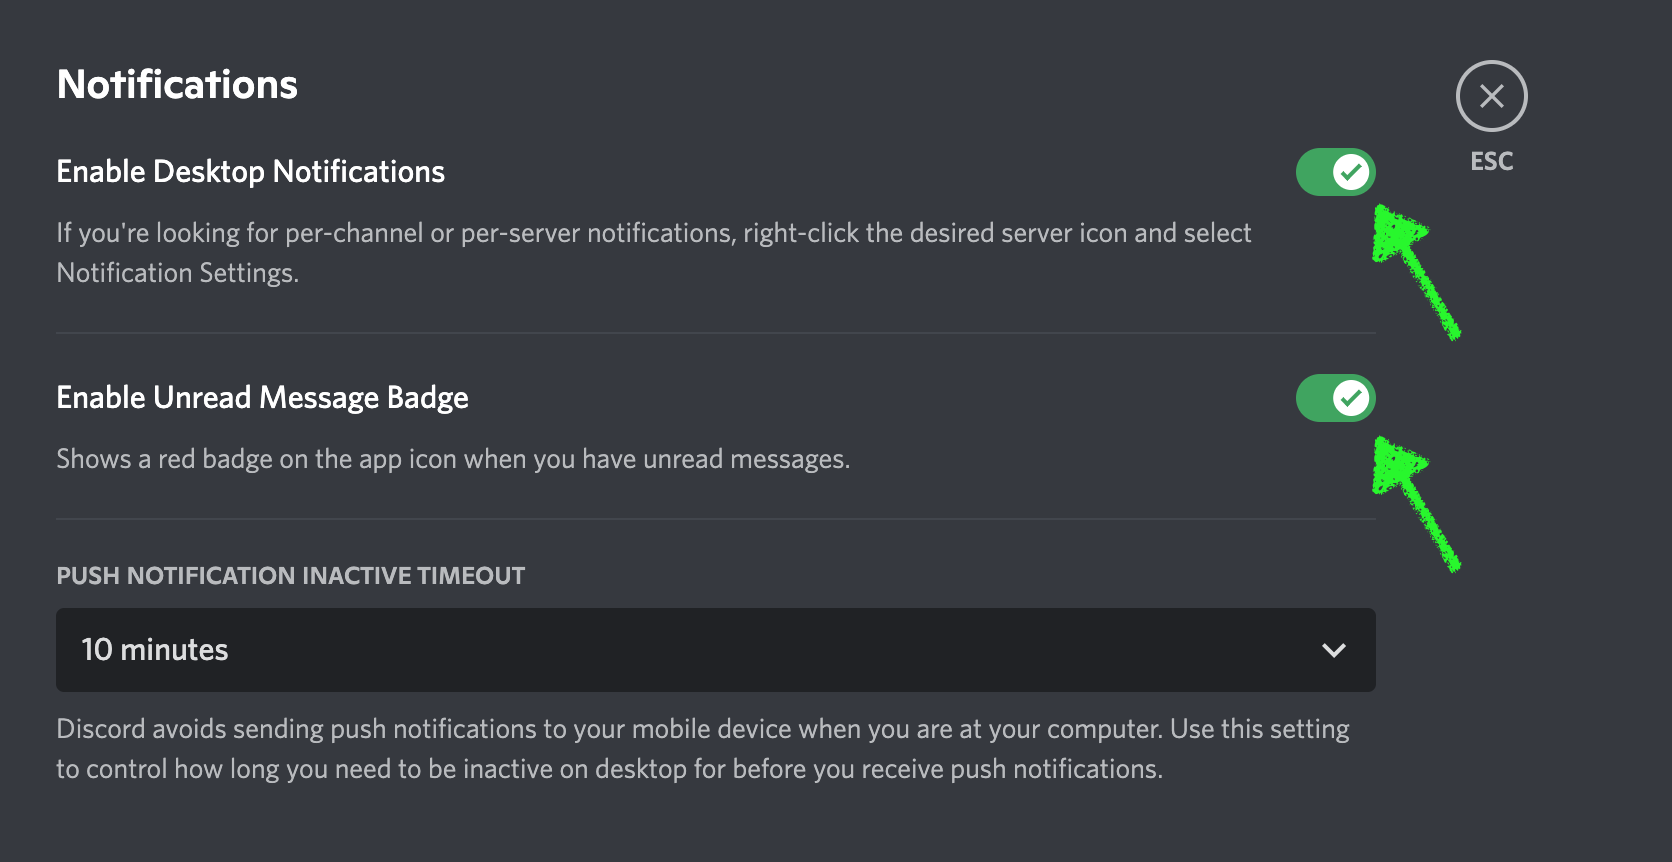 Notifications
ESC
Enable Desktop Notifications
If you're looking for per-channel or per-server notifications, right-click the desired server icon and select
Notification Settings.
Enable Unread Message Badge
Shows a red badge on the app icon when you have unread messages.
PUSH NOTIFICATION INACTIVE TIMEOUT
10 minutes
Discord avoids sending push notifications to your mobile device when you are at your computer. Use this setting
to control how long you need to be inactive on desktop for before you receive push notifications.